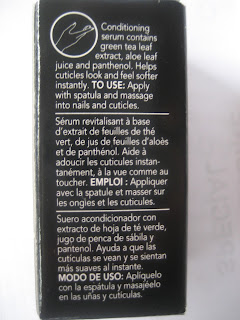 Conditioning
serum contains
green tea leaf
extract, aloe leaf
juice and panthenol. Helps
cuticles look and feel softer
instantly. TO USE: Apply
with spatula and massage
into nails and cuticles.
Sérum revitalisant à base
d'extrait de feuilles de thé
vert, de jus de feuilles d'aloès
et de panthénol. Aide à
adoucir les cuticules instan-
tanément, à la vue comme au
toucher. EMPLOI : Appliquer
avec la spatule et masser sur
les ongles et les cuticules.
Suero acondicionador con
extracto de hoja de té verde,
jugo de penca de sábila y
pantenol. Ayuda a que las
cutículas se vean y se sientan
más suaves al instante.
MODO DE USO: Aplíquelo
con la espátula y masajéelo
en las uñas y cutículas.